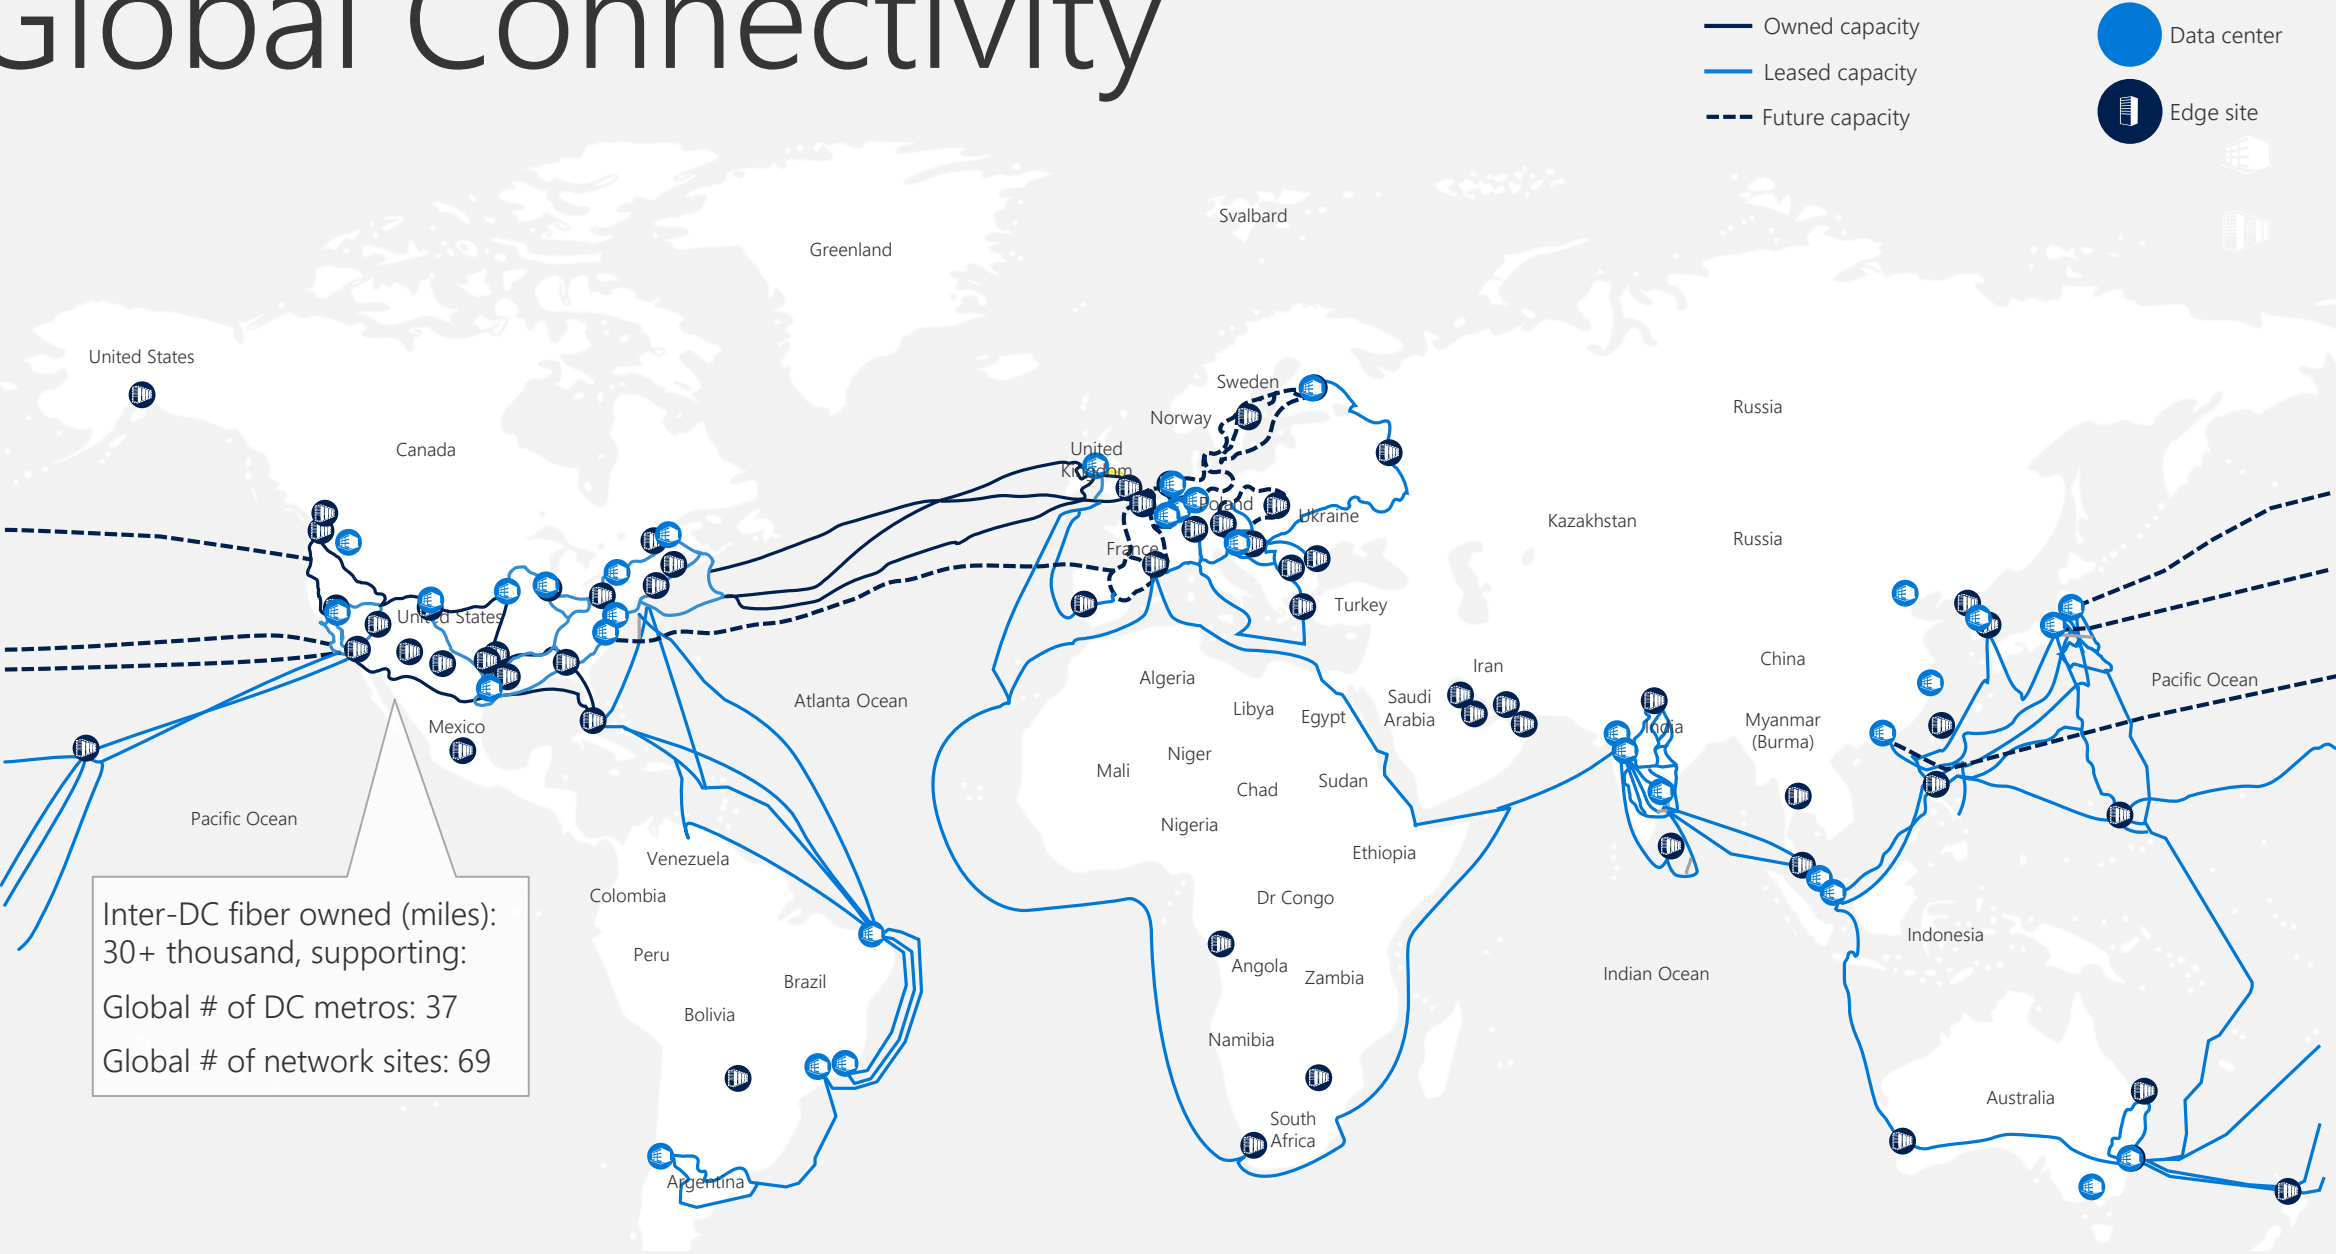 Global Connectivity
Owned capacity
Leased capacity
Future capacity
Data center
Edge site
Svalbard
Greenland
United States
Sweden
Norway
Russia
Canada
United
Kingdom
Poland
Ukraine
Kazakhstan
Russia
France
United States
Turkey
Iran
China
Algeria
Saudi
Arabia
Atlanta Ocean
Libya
Egypt
Pacific Ocean
Mexico
India
Myanmar
(Burma)
Niger
Mali
Chad
Sudan
Pacific Ocean
Nigeria
Venezuela
Ethiopia
Colombia
Dr Congo
Inter-DC fiber owned (miles):
30+ thousand, supporting:
Global # of DC metros: 37
Global # of network sites: 69
Peru
Brazil
Bolivia
Angola
Zambia
Indian Ocean
Indonesia
Namibia
South
Africa
Australia
Argentina